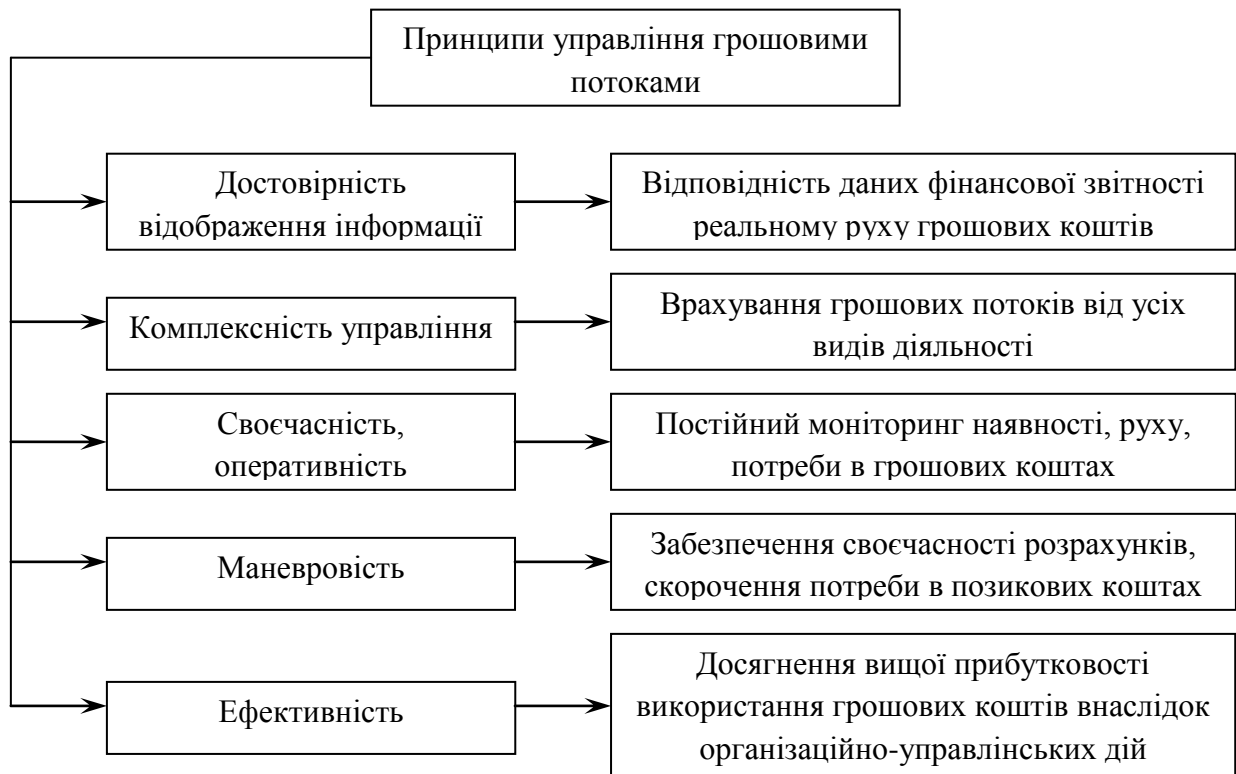 Принципи управління грошовими
потоками
Достовірність
відображення інформації
Відповідність даних фінансової звітності
реальному руху грошових коштів
Комплексність управління
Врахування грошових потоків від усіх
видів діяльності
Своєчасність,
оперативність
Постійний моніторинг наявності, руху,
потреби в грошових коштах
Маневровість
Забезпечення своєчасності розрахунків,
скорочення потреби в позикових коштах
Ефективність
Досягнення вищої прибутковості
використання грошових коштів внаслідок
організаційно-управлінських дій